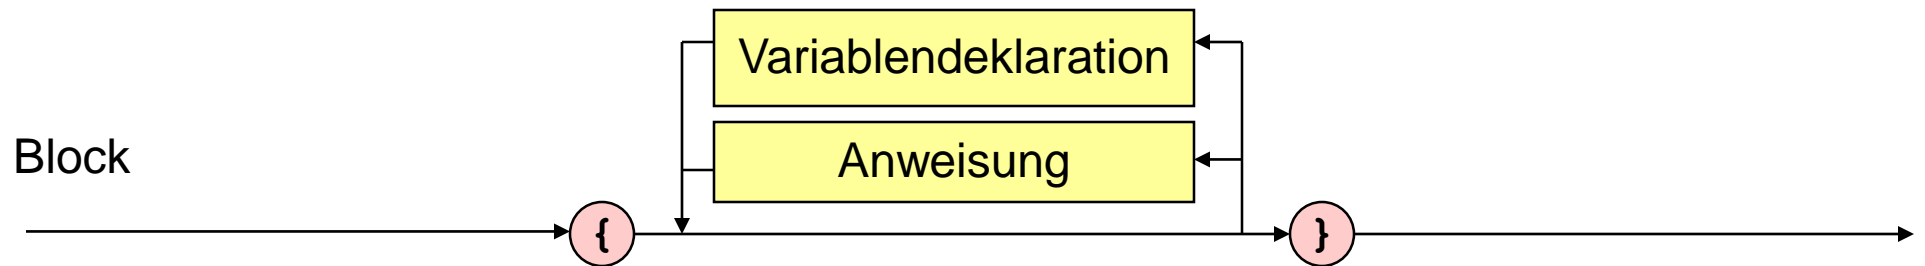 Variablendeklaration
Anweisung
Block
{ }